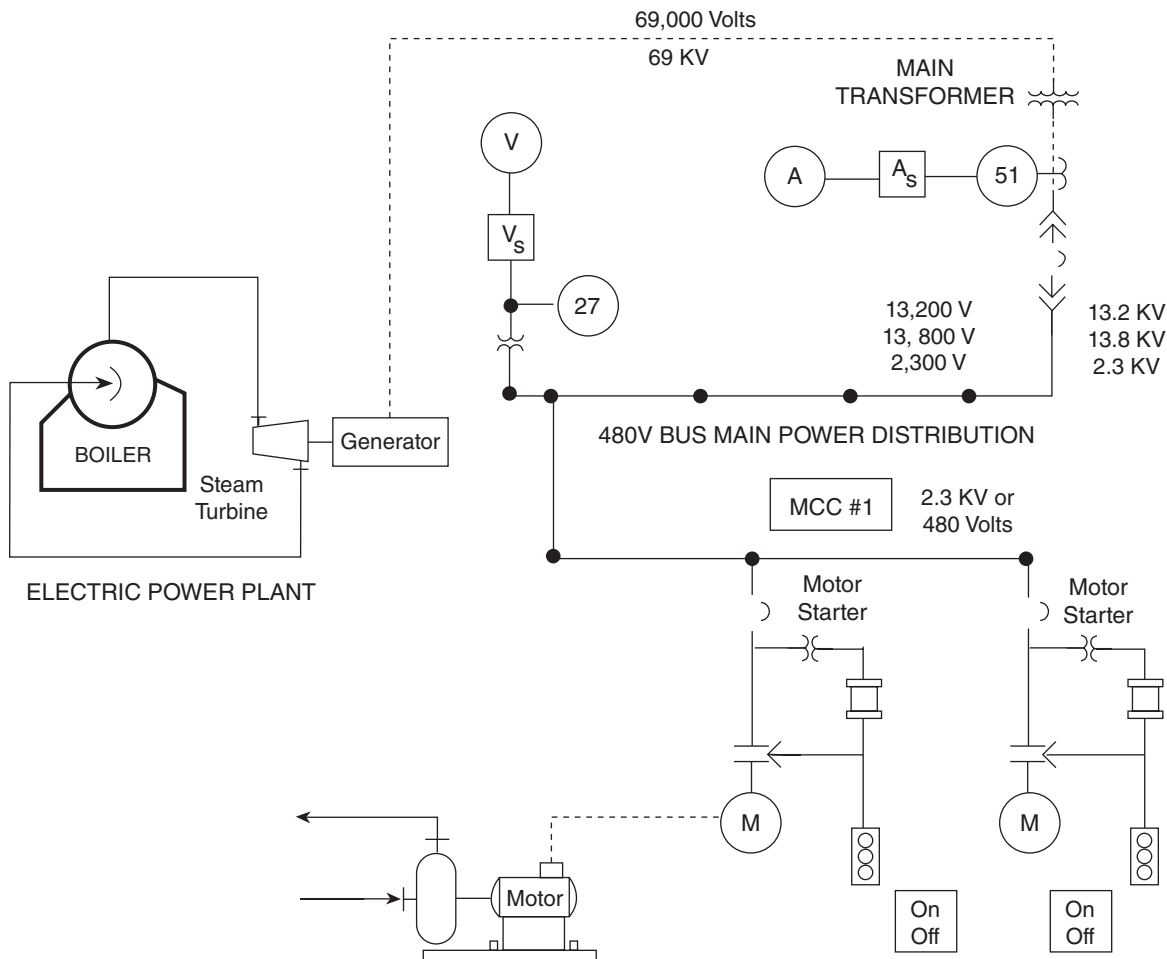 69,000 Volts
69 KV
MAIN
TRANSFORMER
V
A
A_s
51
V_s
27
13,200 V
13, 800 V
2,300 V
13.2 KV
13.8 KV
2.3 KV
BOILER
Generator
Steam
Turbine
480V BUS MAIN POWER DISTRIBUTION
MCC #1
2.3 KV or
480 Volts
ELECTRIC POWER PLANT
Motor
Starter
Motor
Starter
M
M
Motor
On
Off
On
Off